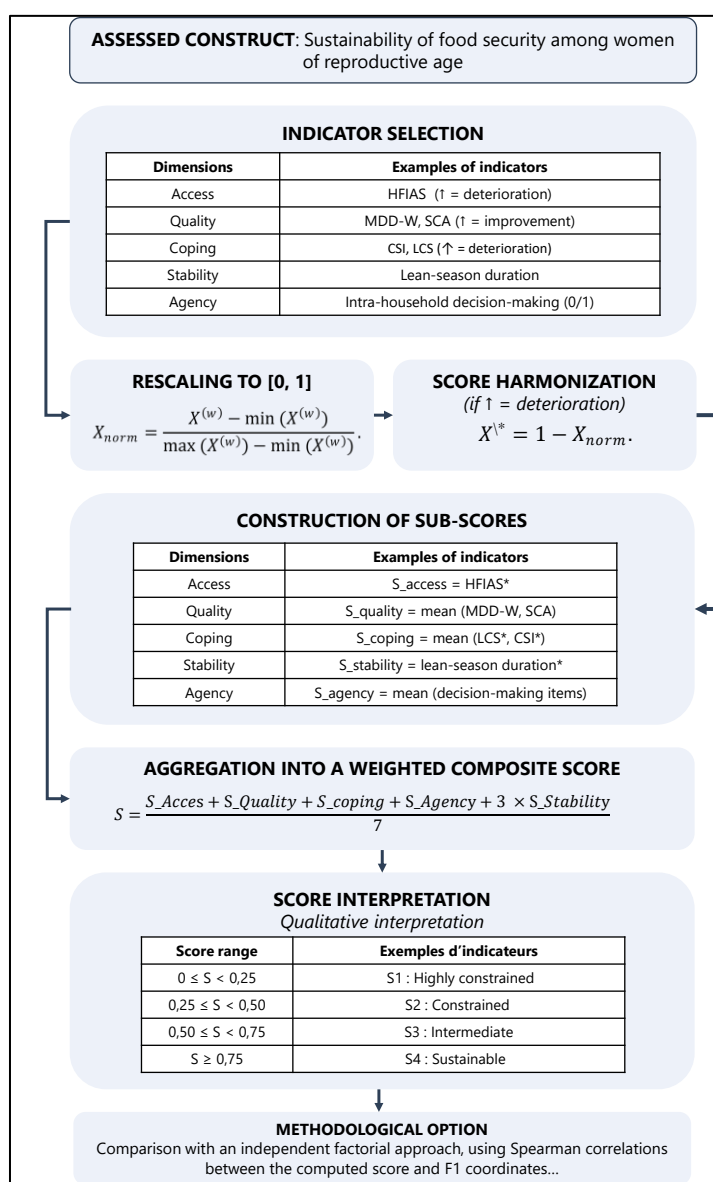 ASSESSED CONSTRUCT: Sustainability of food security among women
of reproductive age
INDICATOR SELECTION
Dimensions Examples of indicators
Access HFIAS (↑ = deterioration)
Quality MDD-W, SCA (↑ = improvement)
Coping CSI, LCS (↑ = deterioration)
Stability Lean-season duration
Agency Intra-household decision-making (0/1)
RESCALING TO [0, 1]
X_{norm} = \frac{X^{(w)} - min (X^{(w)})}{max (X^{(w)}) - min (X^{(w)})}.
SCORE HARMONIZATION
(if ↑ = deterioration)
X^{\*} = 1 - X_{norm}.
CONSTRUCTION OF SUB-SCORES
Dimensions Examples of indicators
Access S_access = HFIAS*
Quality S_quality = mean (MDD-W, SCA)
Coping S_coping = mean (LCS*, CSI*)
Stability S_stability = lean-season duration*
Agency S_agency = mean (decision-making items)
AGGREGATION INTO A WEIGHTED COMPOSITE SCORE
S = \frac{S_Acces + S_Quality + S_coping + S_Agency + 3 × S_Stability}{7}
SCORE INTERPRETATION
Qualitative interpretation
Score range Exemples d'indicateurs
0 ≤ S < 0,25 S1 : Highly constrained
0,25 ≤ S < 0,50 S2 : Constrained
0,50 ≤ S < 0,75 S3 : Intermediate
S ≥ 0,75 S4 : Sustainable
METHODOLOGICAL OPTION
Comparison with an independent factorial approach, using Spearman correlations
between the computed score and F1 coordinates...